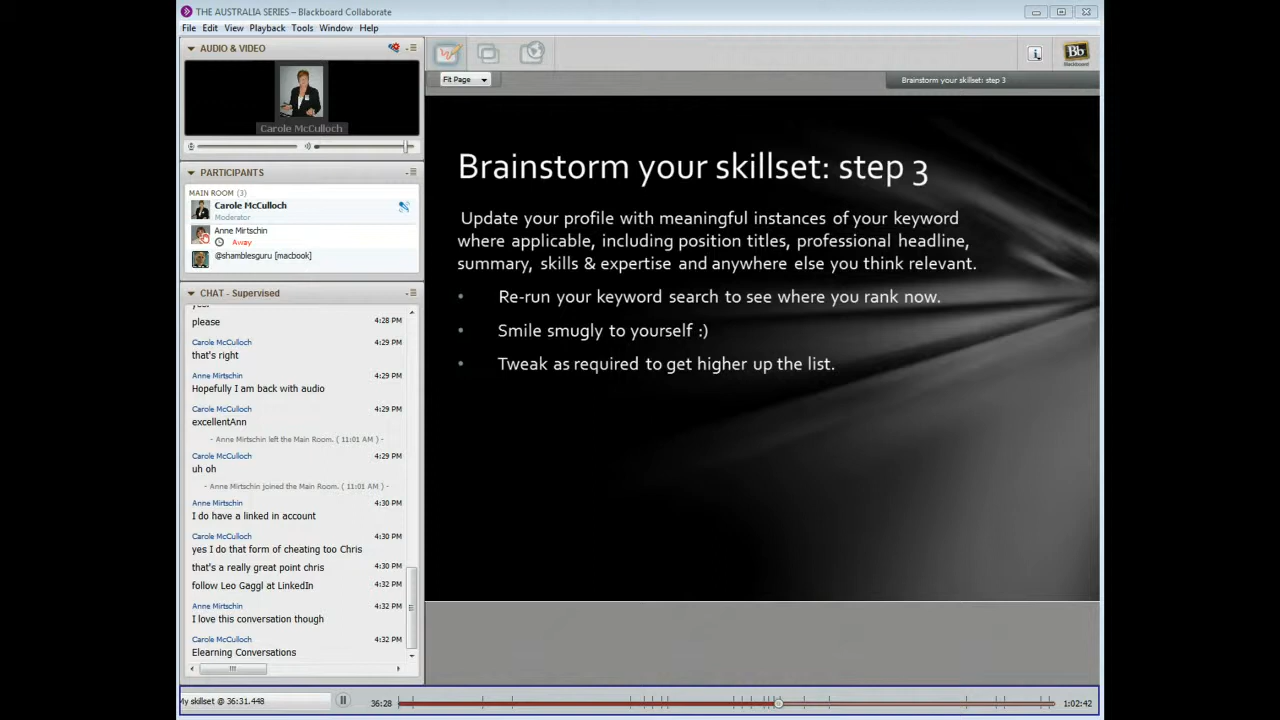 THE AUSTRALIA SERIES – Blackboard Collaborate
File Edit View Playback Tools Window Help
AUDIO & VIDEO
Carole McCulloch
PARTICIPANTS
MAIN ROOM (3)
Carole McCulloch
Moderator
Anne Mirtschin
Away
@shamblesguru [macbook]
CHAT - Supervised
please 4:28 PM
Carole McCulloch 4:29 PM
that's right
Anne Mirtschin 4:29 PM
Hopefully I am back with audio
Carole McCulloch 4:29 PM
excellentAnn
- Anne Mirtschin left the Main Room. ( 11:01 AM ) -
Carole McCulloch 4:29 PM
uh oh
- Anne Mirtschin joined the Main Room. ( 11:01 AM ) -
Anne Mirtschin 4:30 PM
I do have a linked in account
Carole McCulloch 4:30 PM
yes I do that form of cheating too Chris
that's a really great point chris 4:30 PM
follow Leo Gaggl at LinkedIn 4:32 PM
Anne Mirtschin 4:32 PM
I love this conversation though
Carole McCulloch 4:32 PM
Elearning Conversations
Fit Page
Brainstorm your skillset: step 3
Bb
Blackboard
Brainstorm your skillset: step 3
Update your profile with meaningful instances of your keyword
where applicable, including position titles, professional headline,
summary, skills & expertise and anywhere else you think relevant.
• Re-run your keyword search to see where you rank now.
• Smile smugly to yourself :)
• Tweak as required to get higher up the list.
My skillset @ 36:31.448
36:28
1:02:42